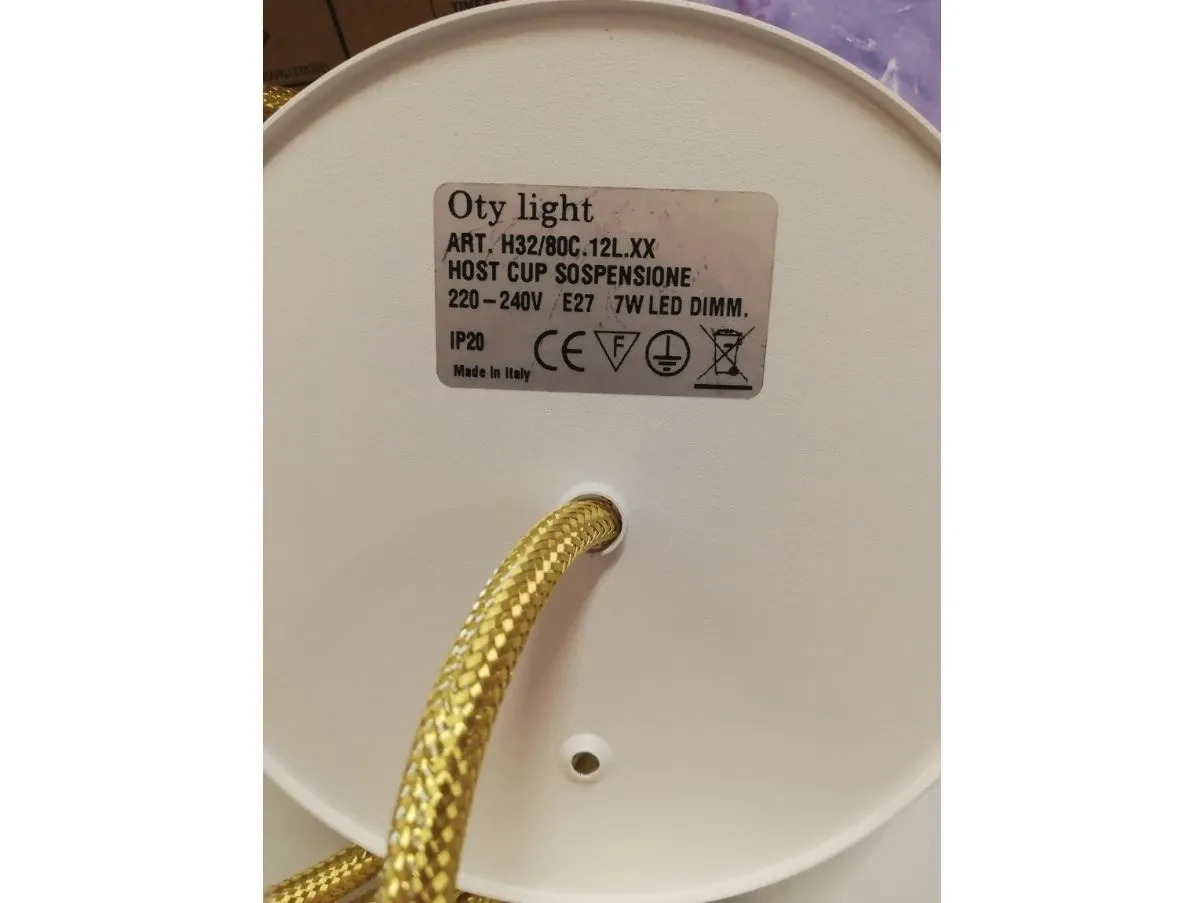 Oty light
ART. H32/80C.12L.XX
HOST CUP SOSPENSIONE
220-240V E27 7W LED DIMM.
IP20 CE F
Made in Italy